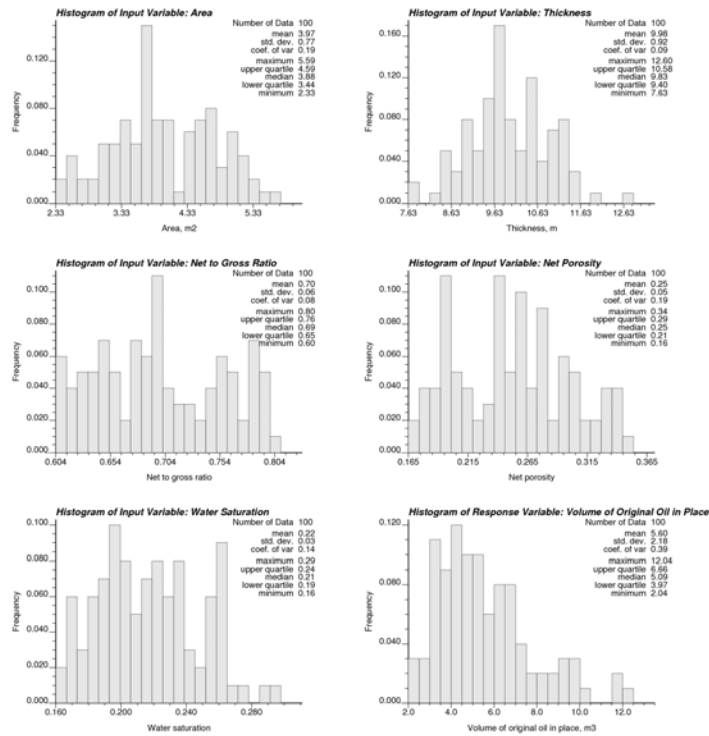 Histogram of Input Variable: Area
Number of Data 100
mean 3.97
std. dev. 0.77
coef. of var 0.19
maximum 5.59
upper quartile 4.59
median 3.88
lower quartile 3.44
minimum 2.33
Frequency
0.120
0.080
0.040
0.000
2.33 3.33 4.33 5.33
Area, m2
Histogram of Input Variable: Thickness
Number of Data 100
mean 9.98
std. dev. 0.92
coef. of var 0.09
maximum 12.60
upper quartile 10.58
median 9.83
lower quartile 9.40
minimum 7.63
Frequency
0.160
0.120
0.080
0.040
0.000
7.63 8.63 9.63 10.63 11.63 12.63
Thickness, m
Histogram of Input Variable: Net to Gross Ratio
Number of Data 100
mean 0.70
std. dev. 0.06
coef. of var 0.08
maximum 0.80
upper quartile 0.76
median 0.69
lower quartile 0.65
minimum 0.60
Frequency
0.100
0.080
0.060
0.040
0.020
0.000
0.604 0.654 0.704 0.754 0.804
Net to gross ratio
Histogram of Input Variable: Net Porosity
Number of Data 100
mean 0.25
std. dev. 0.05
coef. of var 0.19
maximum 0.34
upper quartile 0.29
median 0.25
lower quartile 0.21
minimum 0.16
Frequency
0.100
0.080
0.060
0.040
0.020
0.000
0.165 0.215 0.265 0.315 0.365
Net porosity
Histogram of Input Variable: Water Saturation
Number of Data 100
mean 0.22
std. dev. 0.03
coef. of var 0.14
maximum 0.29
upper quartile 0.24
median 0.21
lower quartile 0.19
minimum 0.16
Frequency
0.100
0.080
0.060
0.040
0.020
0.000
0.160 0.200 0.240 0.280
Water saturation
Histogram of Response Variable: Volume of Original Oil in Place
Number of Data 100
mean 5.60
std. dev. 2.18
coef. of var 0.39
maximum 12.04
upper quartile 6.66
median 5.09
lower quartile 3.97
minimum 2.04
Frequency
0.120
0.080
0.040
0.000
2.0 4.0 6.0 8.0 10.0 12.0
Volume of original oil in place, m3